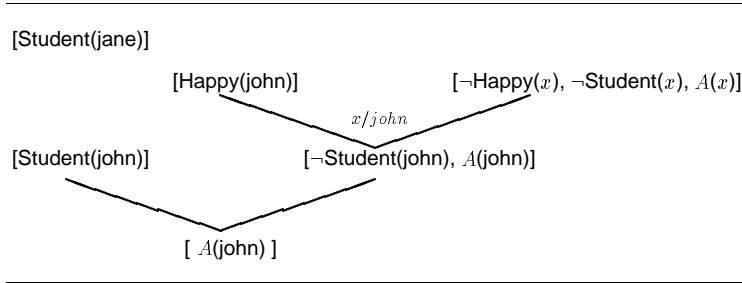 [Student(jane)]
[Happy(john)] [¬Happy(x), ¬Student(x), A(x)]
x/john
[Student(john)] [¬Student(john), A(john)]
[ A(john) ]